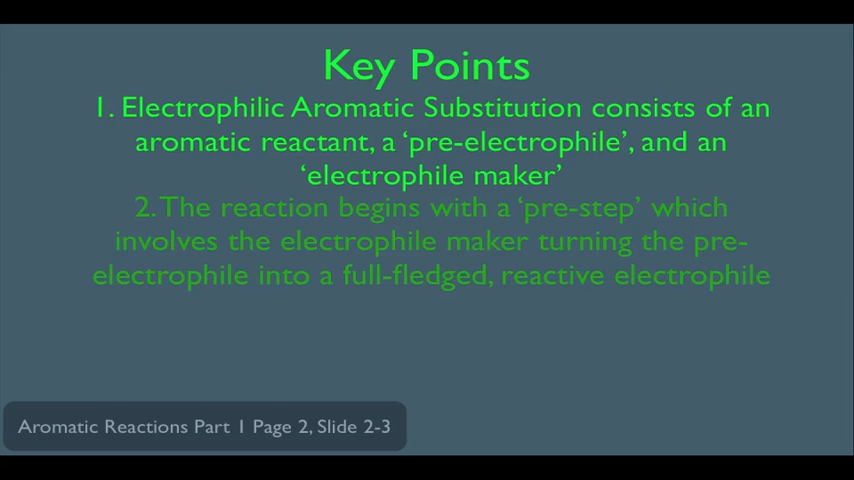 Key Points
1. Electrophilic Aromatic Substitution consists of an
aromatic reactant, a ‘pre-electrophile’, and an
‘electrophile maker’
2. The reaction begins with a ‘pre-step’ which
involves the electrophile maker turning the pre-
electrophile into a full-fledged, reactive electrophile
Aromatic Reactions Part 1 Page 2, Slide 2-3